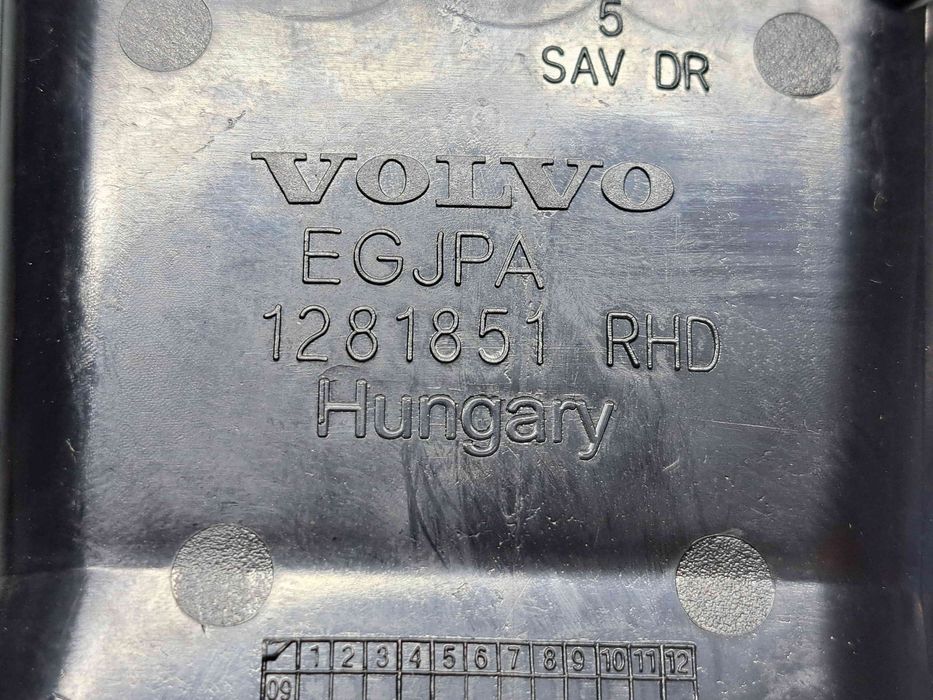 5
SAV DR
VOLVO
EGJPA
1281851 RHD
Hungary
1 2 3 4 5 6 7 8 9 10 11 12
09